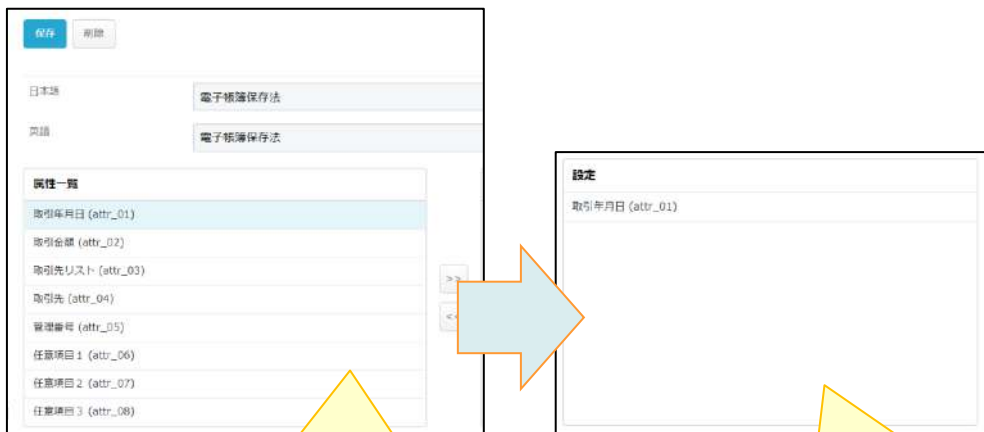 保存 削除
日本語 電子帳簿保存法
英語 電子帳簿保存法
属性一覧
取引年月日 (attr_01)
取引金額 (attr_02)
取引先リスト (attr_03)
取引先 (attr_04)
管理番号 (attr_05)
任意項目1 (attr_06)
任意項目2 (attr_07)
任意項目3 (attr_08)
>>
<<
設定
取引年月日 (attr_01)